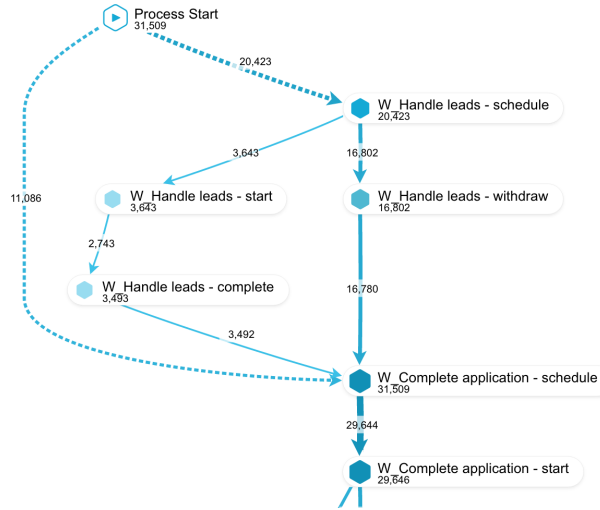 Process Start
31,509
20,423
W_Handle leads - schedule
20,423
3,643
16,802
11,086
W_Handle leads - start
3,643
W_Handle leads - withdraw
16,802
2,743
W_Handle leads - complete
3,493
16,780
3,492
W_Complete application - schedule
31,509
29,644
W_Complete application - start
29,646